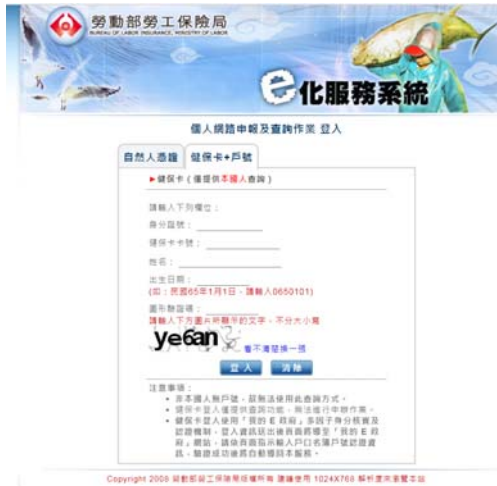 勞動部勞工保險局
BUREAU OF LABOR INSURANCE, MINISTRY OF LABOR
e化服務系統
個人網路申報及查詢作業 登入
自然人憑證 健保卡+戶號
►健保卡(僅提供本國人查詢)
請輸入下列欄位:
身分證號:
健保卡卡號:
姓名:
出生日期:
(如:民國65年1月1日,請輸入0650101)
圖形驗證碼:
請輸入下方圖片所顯示的文字,不分大小寫
ye6an
看不清楚換一張
登入 清除
注意事項:
• 非本國人無戶號,故無法使用此查詢方式。
• 健保卡登入僅提供查詢功能,無法進行申辦作業。
• 健保卡登入使用「我的 E 政府」多因子身分核實及
認證機制,登入資訊送出後頁面將導至「我的 E 政
府」網站,請依頁面指示輸入戶口名簿戶號認證資
訊,驗證成功後將自動導回本服務。
Copyright 2008 勞動部勞工保險局版權所有 建議使用 1024X768 解析度來瀏覽本站